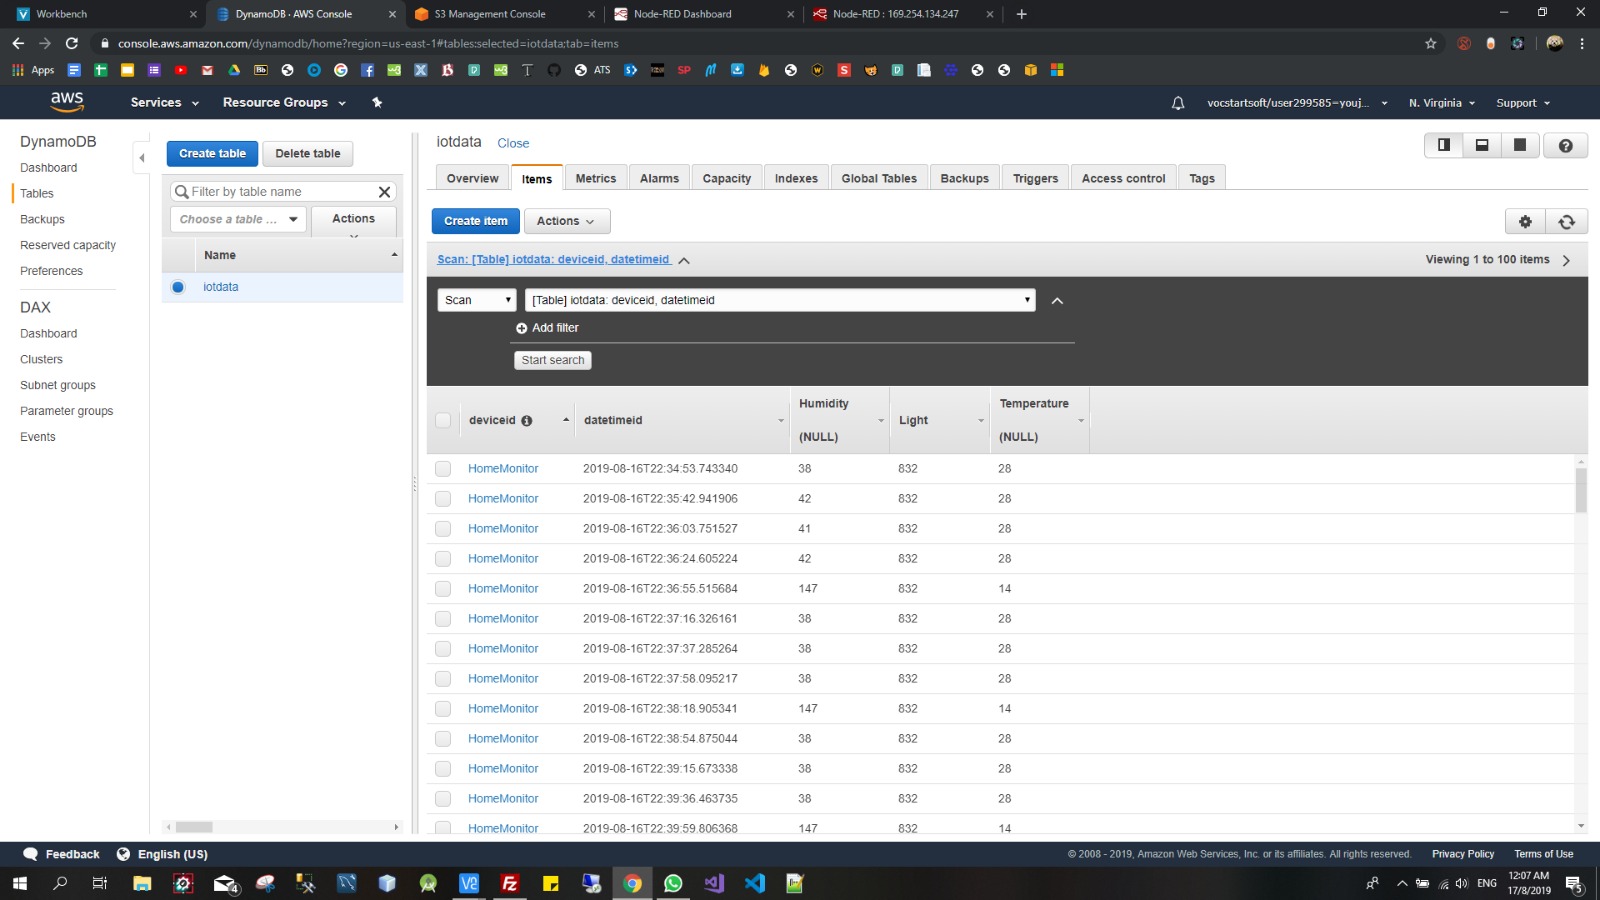 Workbench
DynamoDB · AWS Console
S3 Management Console
Node-RED Dashboard
Node-RED : 169.254.134.247
console.aws.amazon.com/dynamodb/home?region=us-east-1#tables:selected=iotdata;tab=items
Apps
ATS
aws
Services
Resource Groups
vocstartsoft/user299585=youj...
N. Virginia
Support
DynamoDB
Dashboard
Tables
Backups
Reserved capacity
Preferences
DAX
Dashboard
Clusters
Subnet groups
Parameter groups
Events
Create table
Delete table
Filter by table name
Choose a table ...
Actions
Name
iotdata
iotdata
Close
Overview
Items
Metrics
Alarms
Capacity
Indexes
Global Tables
Backups
Triggers
Access control
Tags
Create item
Actions
Scan: [Table] iotdata: deviceid, datetimeid
Viewing 1 to 100 items
Scan
[Table] iotdata: deviceid, datetimeid
Add filter
Start search
deviceid
datetimeid
Humidity
(NULL)
Light
Temperature
(NULL)
HomeMonitor 2019-08-16T22:34:53.743340 38 832 28
HomeMonitor 2019-08-16T22:35:42.941906 42 832 28
HomeMonitor 2019-08-16T22:36:03.751527 41 832 28
HomeMonitor 2019-08-16T22:36:24.605224 42 832 28
HomeMonitor 2019-08-16T22:36:55.515684 147 832 14
HomeMonitor 2019-08-16T22:37:16.326161 38 832 28
HomeMonitor 2019-08-16T22:37:37.285264 38 832 28
HomeMonitor 2019-08-16T22:37:58.095217 38 832 28
HomeMonitor 2019-08-16T22:38:18.905341 147 832 14
HomeMonitor 2019-08-16T22:38:54.875044 38 832 28
HomeMonitor 2019-08-16T22:39:15.673338 38 832 28
HomeMonitor 2019-08-16T22:39:36.463735 38 832 28
HomeMonitor 2019-08-16T22:39:59.806368 147 832 14
Feedback
English (US)
© 2008 - 2019, Amazon Web Services, Inc. or its affiliates. All rights reserved.
Privacy Policy
Terms of Use
ENG
12:07 AM
17/8/2019